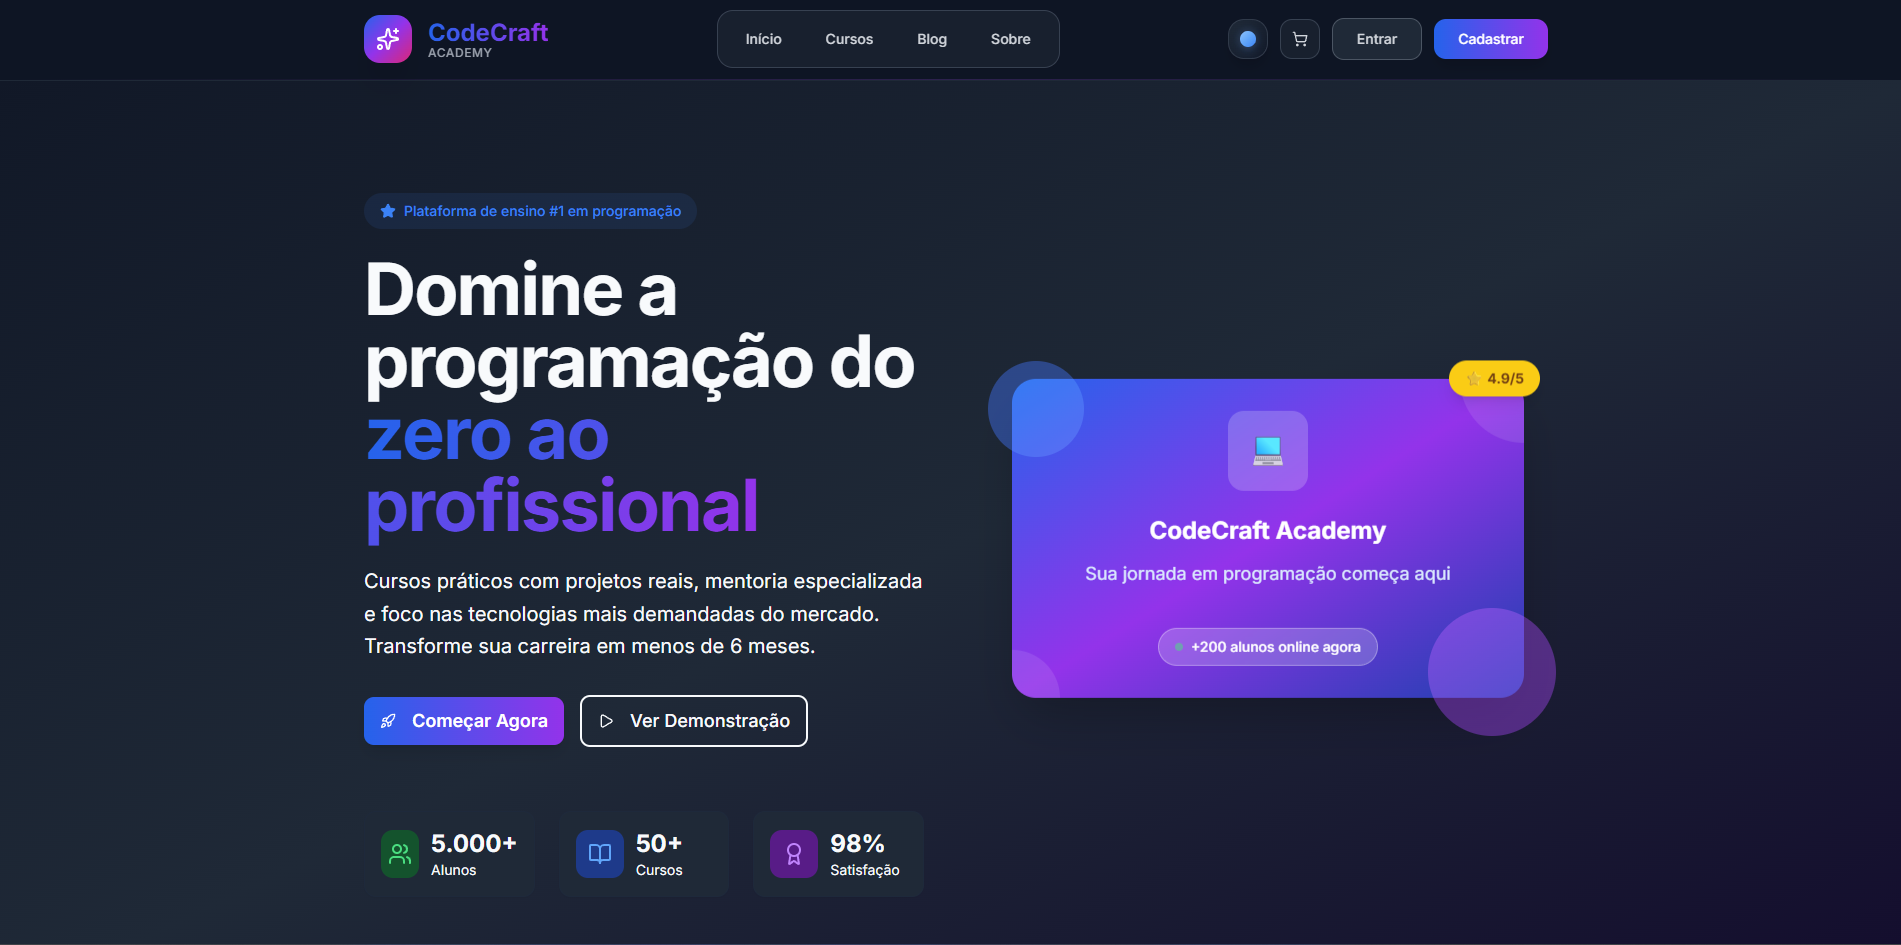 CodeCraft
ACADEMY
Início
Cursos
Blog
Sobre
Entrar
Cadastrar
Plataforma de ensino #1 em programação
Domine a
programação do
zero ao
profissional
Cursos práticos com projetos reais, mentoria especializada
e foco nas tecnologias mais demandadas do mercado.
Transforme sua carreira em menos de 6 meses.
Começar Agora
Ver Demonstração
5.000+
Alunos
50+
Cursos
98%
Satisfação
⭐ 4.9/5
CodeCraft Academy
Sua jornada em programação começa aqui
+200 alunos online agora